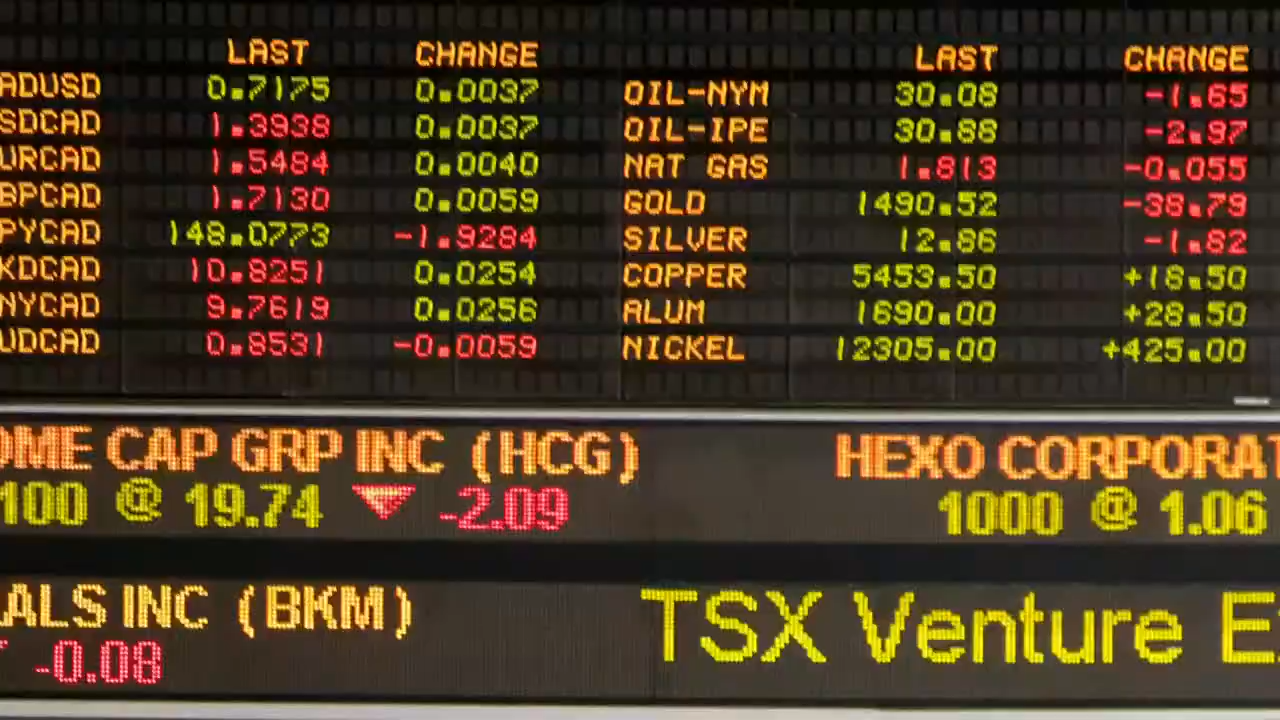 LAST CHANGE LAST CHANGE
ADUSD 0.7175 0.0037 OIL-NYM 30.08 -1.65
SDCAD 1.3938 0.0037 OIL-IPE 30.88 -2.97
URCAD 1.5484 0.0040 NAT GAS 1.813 -0.055
BPCAD 1.7130 0.0059 GOLD 1490.52 -38.79
PYCAD 148.0773 -1.9284 SILVER 12.86 -1.82
KDCAD 10.8251 0.0254 COPPER 5453.50 +18.50
NYCAD 9.7619 0.0256 ALUM 1690.00 +28.50
UDCAD 0.8531 -0.0059 NICKEL 12305.00 +425.00
OME CAP GRP INC (HCG) HEXO CORPORAT
100 @ 19.74 ▼ -2.09 1000 @ 1.06
ALS INC (BKM) TSX Venture E
-0.08